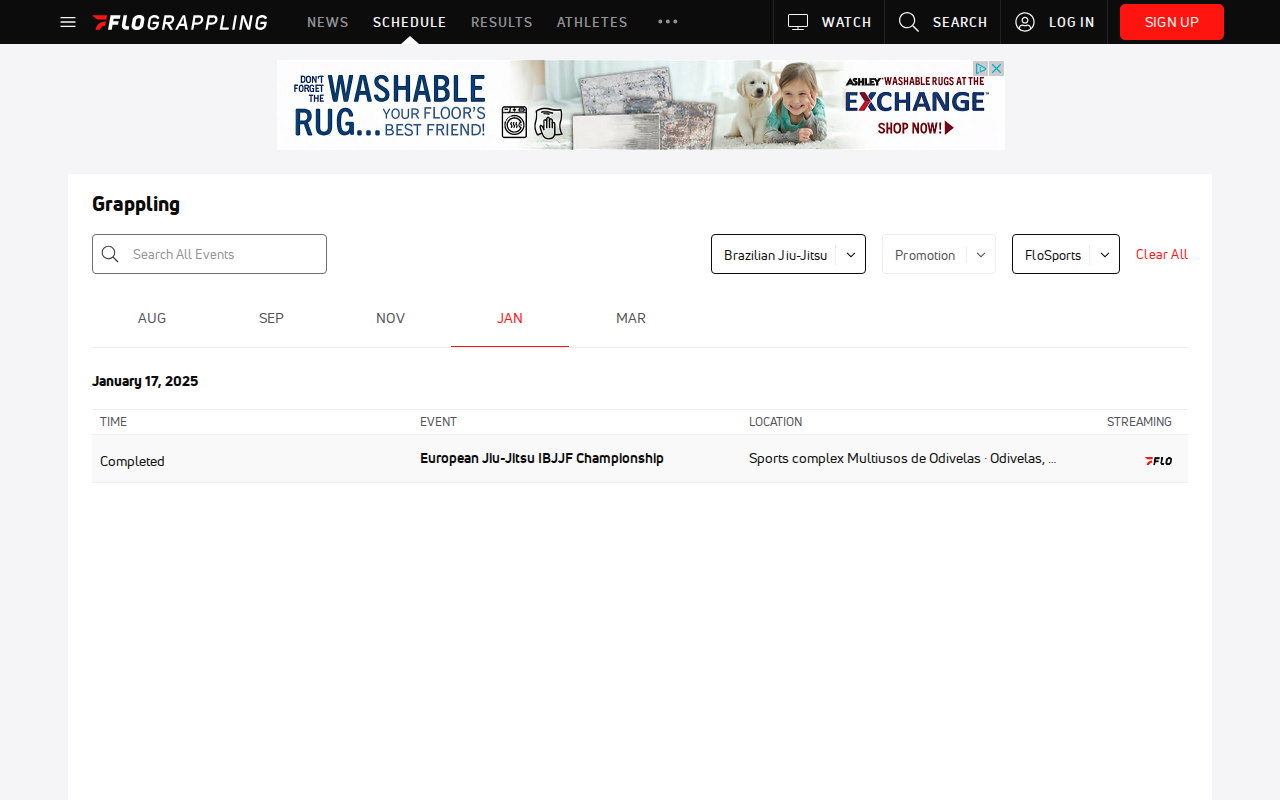 FLOGRAPPLING
NEWS
SCHEDULE
RESULTS
ATHLETES
WATCH
SEARCH
LOG IN
SIGN UP
DON'T FORGET THE WASHABLE RUG... YOUR FLOOR'S BEST FRIEND!
ASHLEY WASHABLE RUGS AT THE
EXCHANGE™
SHOP NOW!
Grappling
Search All Events
Brazilian Jiu-Jitsu
Promotion
FloSports
Clear All
AUG
SEP
NOV
JAN
MAR
January 17, 2025
TIME
EVENT
LOCATION
STREAMING
Completed
European Jiu-Jitsu IBJJF Championship
Sports complex Multiusos de Odivelas · Odivelas, ...
FLO